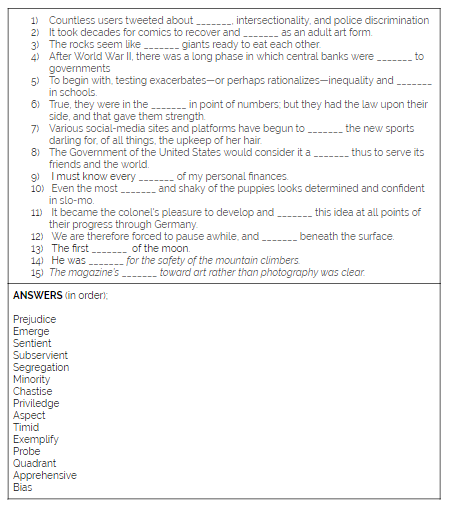 1) Countless users tweeted about _______, intersectionality, and police discrimination
2) It took decades for comics to recover and _______ as an adult art form.
3) The rocks seem like _______ giants ready to eat each other.
4) After World War II, there was a long phase in which central banks were _______ to
governments
5) To begin with, testing exacerbates—or perhaps rationalizes—inequality and _______
in schools.
6) True, they were in the _______ in point of numbers; but they had the law upon their
side, and that gave them strength.
7) Various social-media sites and platforms have begun to _______ the new sports
darling for, of all things, the upkeep of her hair.
8) The Government of the United States would consider it a _______ thus to serve its
friends and the world.
9) I must know every _______ of my personal finances.
10) Even the most _______ and shaky of the puppies looks determined and confident
in slo-mo.
11) It became the colonel's pleasure to develop and _______ this idea at all points of
their progress through Germany.
12) We are therefore forced to pause awhile, and _______ beneath the surface.
13) The first _______ of the moon.
14) He was _______ for the safety of the mountain climbers.
15) The magazine's _______ toward art rather than photography was clear.
ANSWERS (in order):
Prejudice
Emerge
Sentient
Subservient
Segregation
Minority
Chastise
Priviledge
Aspect
Timid
Exemplify
Probe
Quadrant
Apprehensive
Bias